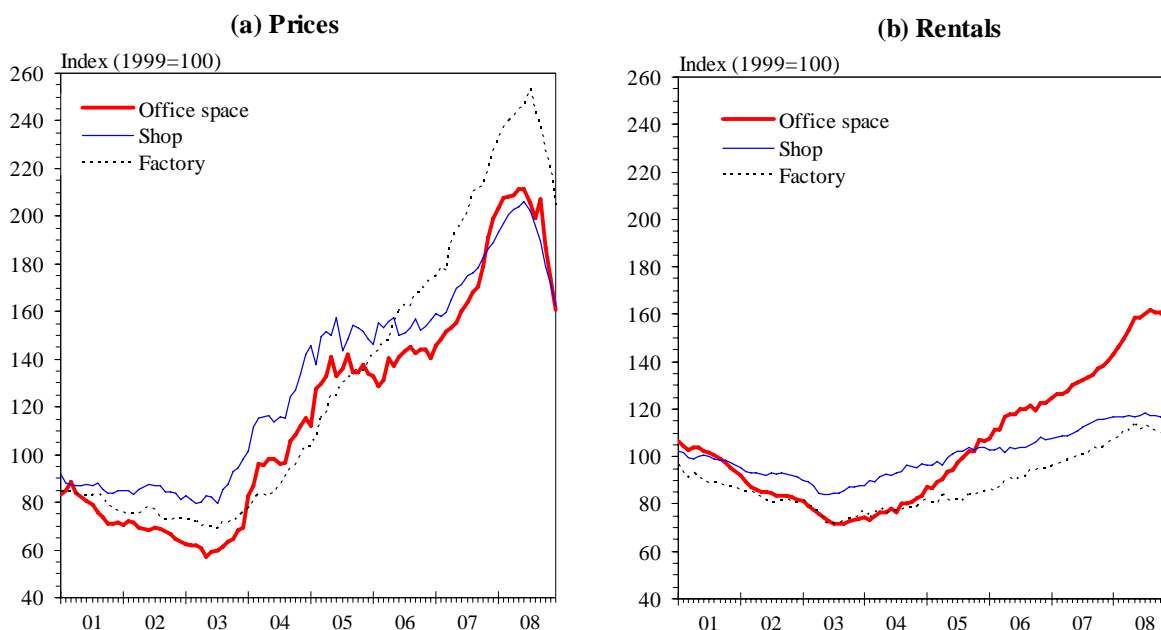 (a) Prices
Index (1999=100)
260
240
220
200
180
160
140
120
100
80
60
40
Office space
Shop
Factory
01 02 03 04 05 06 07 08
(b) Rentals
Index (1999=100)
260
240
220
200
180
160
140
120
100
80
60
40
Office space
Shop
Factory
01 02 03 04 05 06 07 08